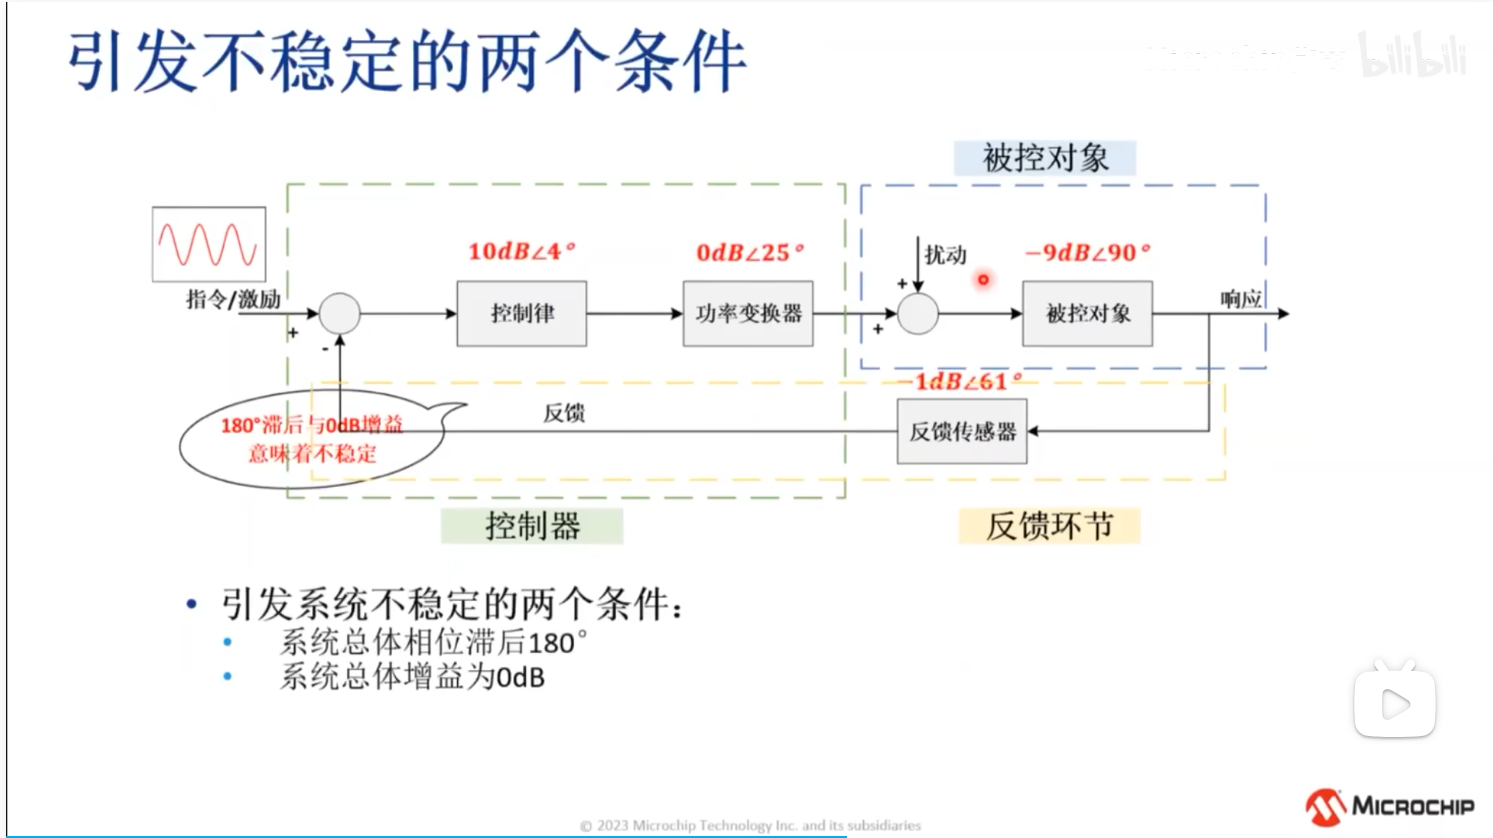 引发不稳定的两个条件
bilibili
被控对象
10dB∠4°
0dB∠25°
扰动
−9dB∠90°
指令/激励
控制律
功率变换器
被控对象
响应
+
-
+
+
−1dB∠61°
180°滞后与0dB增益
意味着不稳定
反馈
反馈传感器
控制器
反馈环节
• 引发系统不稳定的两个条件：
• 系统总体相位滞后180°
• 系统总体增益为0dB
MICROCHIP
© 2023 Microchip Technology Inc. and its subsidiaries